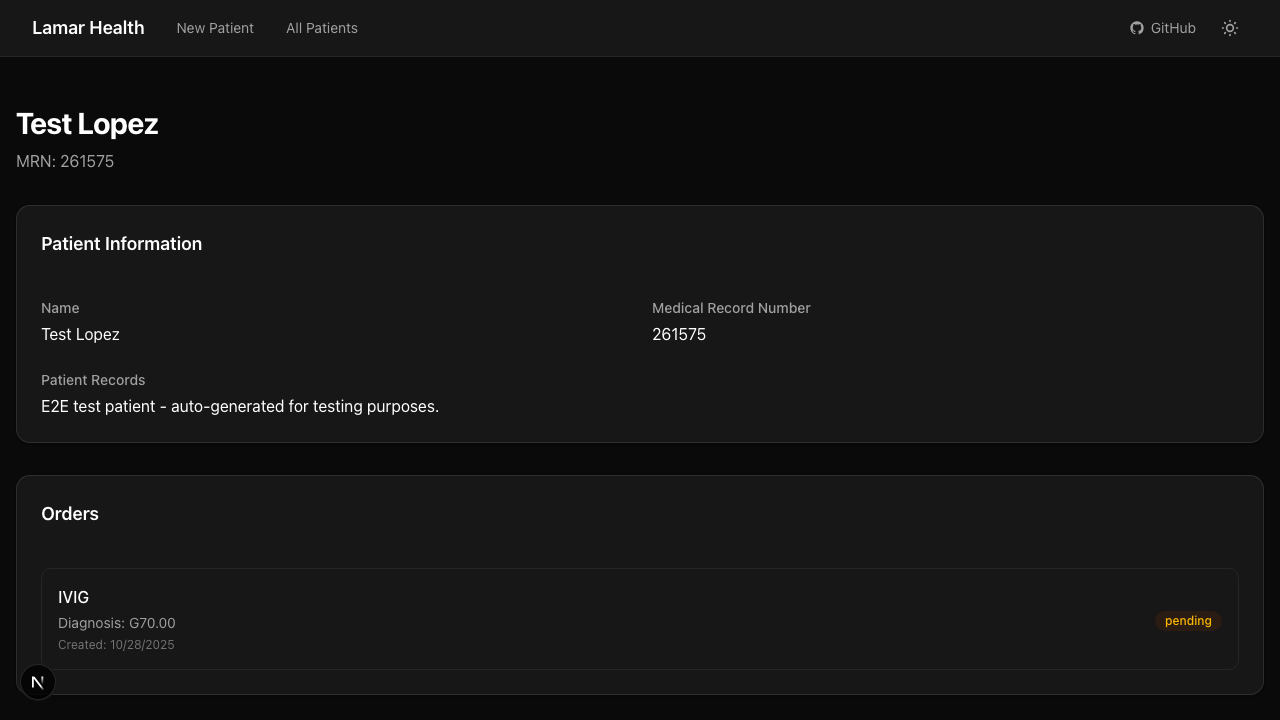 Lamar Health New Patient All Patients GitHub
Test Lopez
MRN: 261575
Patient Information
Name Medical Record Number
Test Lopez 261575
Patient Records
E2E test patient - auto-generated for testing purposes.
Orders
IVIG
Diagnosis: G70.00
pending
Created: 10/28/2025
N